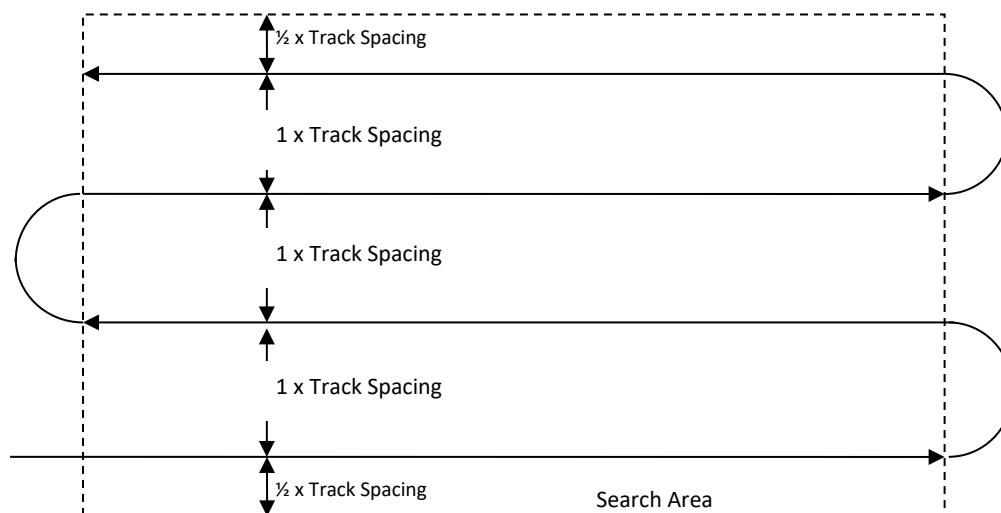 ½ x Track Spacing
1 x Track Spacing
1 x Track Spacing
1 x Track Spacing
½ x Track Spacing
Search Area